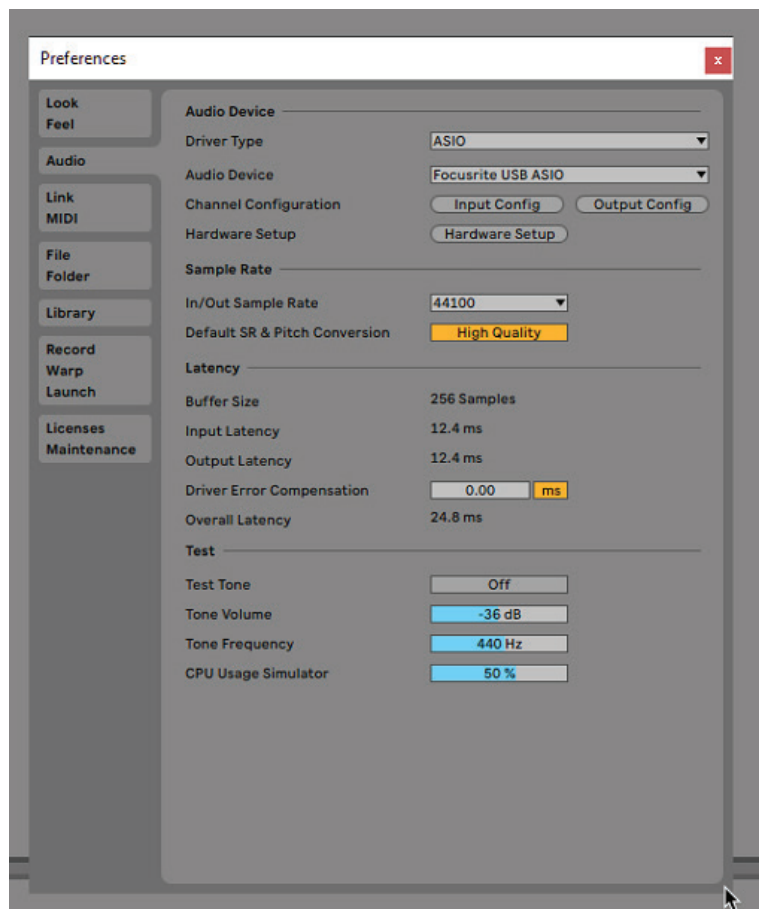 Preferences
x
Look
Feel
Audio
Link
MIDI
File
Folder
Library
Record
Warp
Launch
Licenses
Maintenance
Audio Device
Driver Type ASIO
Audio Device Focusrite USB ASIO
Channel Configuration Input Config Output Config
Hardware Setup Hardware Setup
Sample Rate
In/Out Sample Rate 44100
Default SR & Pitch Conversion High Quality
Latency
Buffer Size 256 Samples
Input Latency 12.4 ms
Output Latency 12.4 ms
Driver Error Compensation 0.00 ms
Overall Latency 24.8 ms
Test
Test Tone Off
Tone Volume -36 dB
Tone Frequency 440 Hz
CPU Usage Simulator 50 %